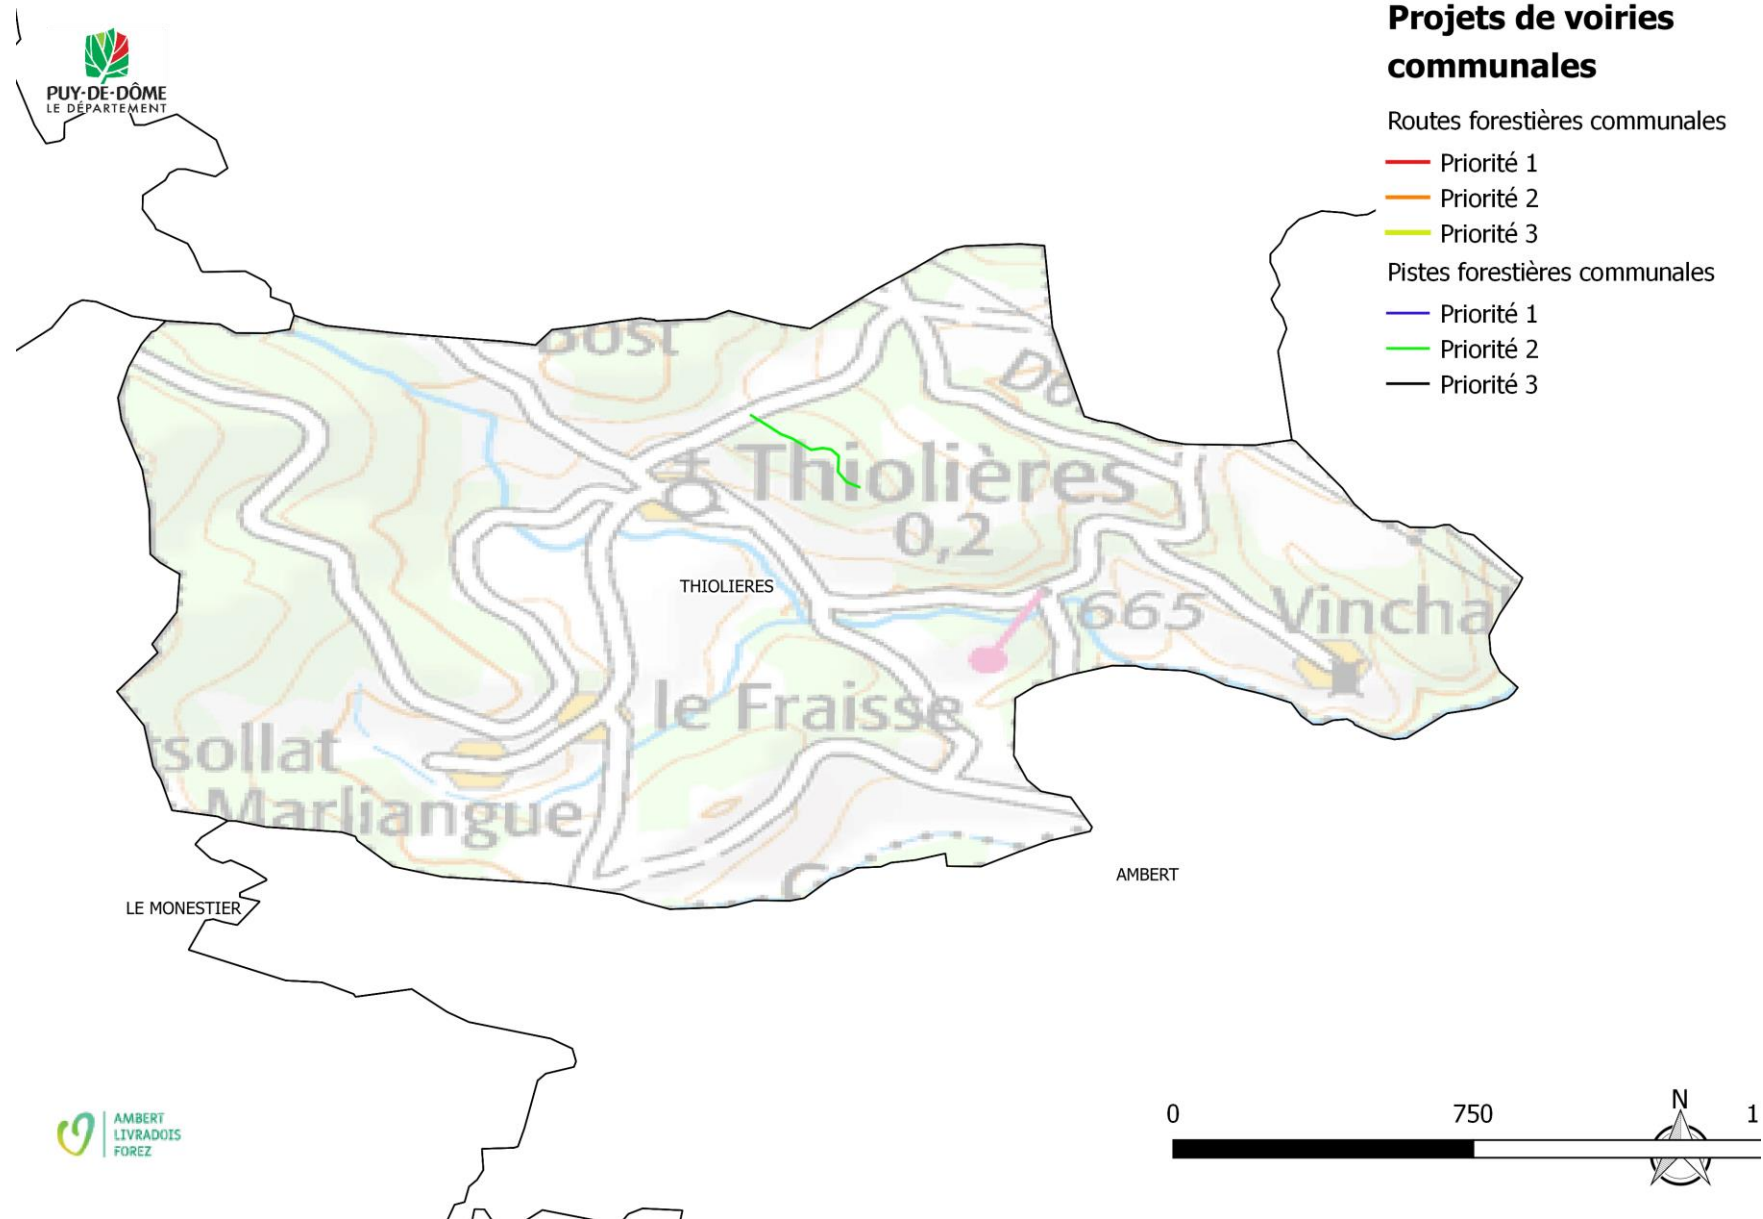 Projets de voiries
communales
PUY-DE-DÔME
LE DÉPARTEMENT
Routes forestières communales
Priorité 1
Priorité 2
Priorité 3
Pistes forestières communales
Priorité 1
Priorité 2
Priorité 3
Thiolières
0,2
THIOLIERES
665
le Fraisse
sollat
Marliangue
AMBERT
LE MONESTIER
0
750
1
N
AMBERT
LIVRADOIS
FOREZ